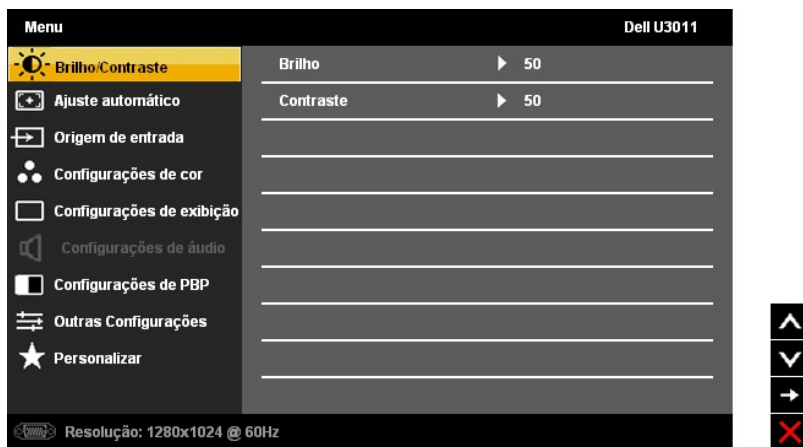 Menu Dell U3011
Brilho/Contraste Brilho 50
Ajuste automático Contraste 50
Origem de entrada
Configurações de cor
Configurações de exibição
Configurações de áudio
Configurações de PBP
Outras Configurações
Personalizar
Resolução: 1280x1024 @ 60Hz